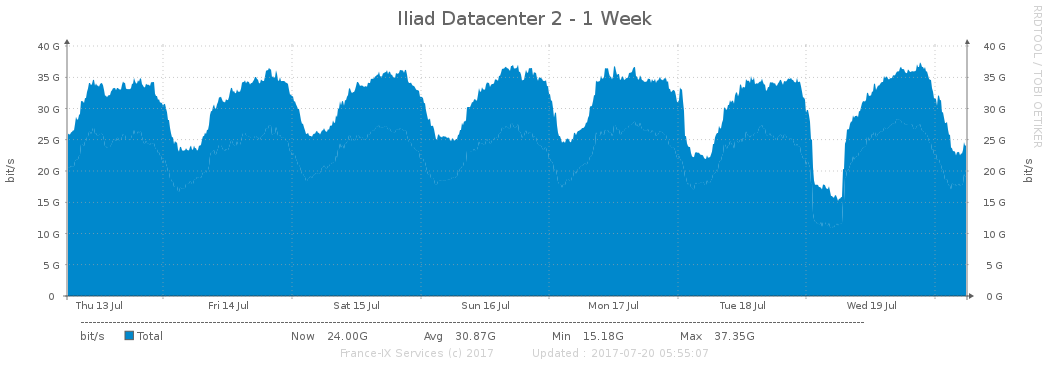 Iliad Datacenter 2 - 1 Week
RRDTOOL / TOBI OETIKER
40 G 40 G
35 G 35 G
30 G 30 G
25 G 25 G
20 G 20 G
15 G 15 G
10 G 10 G
5 G 5 G
0 0 G
bit/s bit/s
Thu 13 Jul Fri 14 Jul Sat 15 Jul Sun 16 Jul Mon 17 Jul Tue 18 Jul Wed 19 Jul
bit/s Total Now 24.00G Avg 30.87G Min 15.18G Max 37.35G
France-IX Services (c) 2017 Updated : 2017-07-20 05:55:07